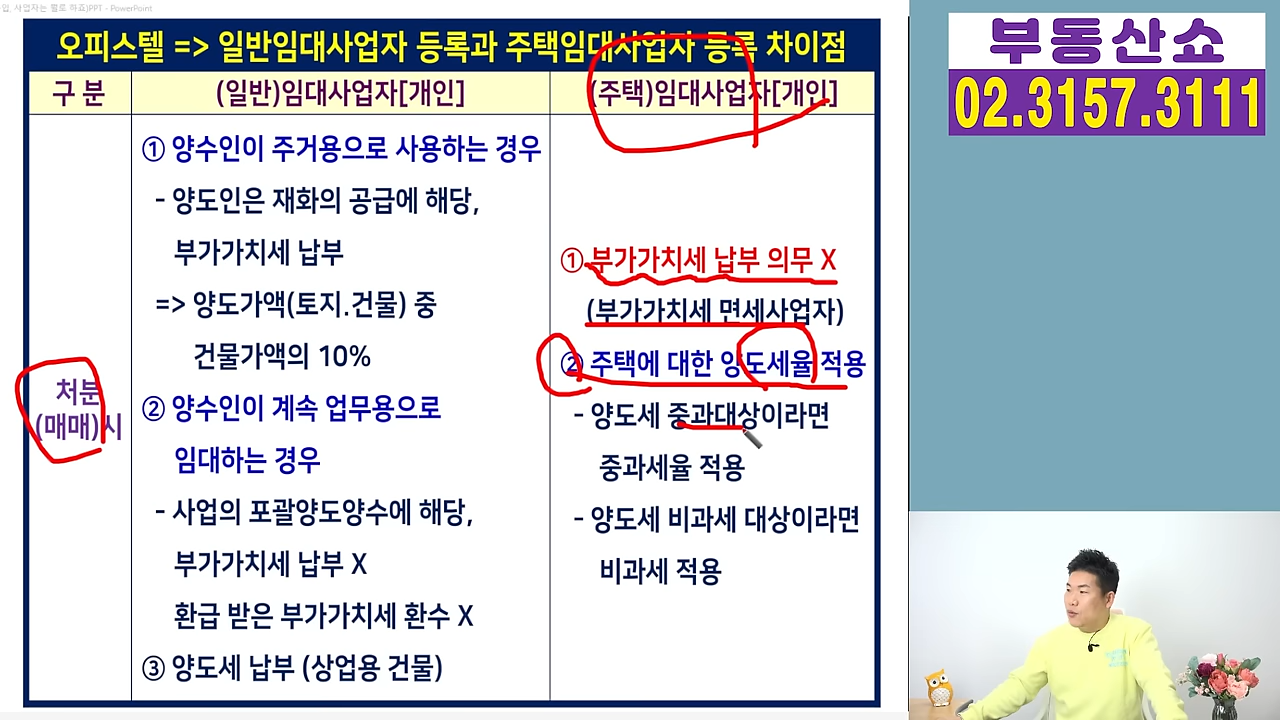 입, 사업자는 뭘로 하죠)PPT - PowerPoint
오피스텔 => 일반임대사업자 등록과 주택임대사업자 등록 차이점
구 분
(일반)임대사업자[개인]
(주택)임대사업자[개인]
처분
(매매)시
① 양수인이 주거용으로 사용하는 경우
- 양도인은 재화의 공급에 해당,
부가가치세 납부
=> 양도가액(토지.건물) 중
건물가액의 10%
② 양수인이 계속 업무용으로
임대하는 경우
- 사업의 포괄양도양수에 해당,
부가가치세 납부 X
환급 받은 부가가치세 환수 X
③ 양도세 납부 (상업용 건물)
① 부가가치세 납부 의무 X
(부가가치세 면세사업자)
② 주택에 대한 양도세율 적용
- 양도세 중과대상이라면
중과세율 적용
- 양도세 비과세 대상이라면
비과세 적용
부동산쇼
02.3157.3111